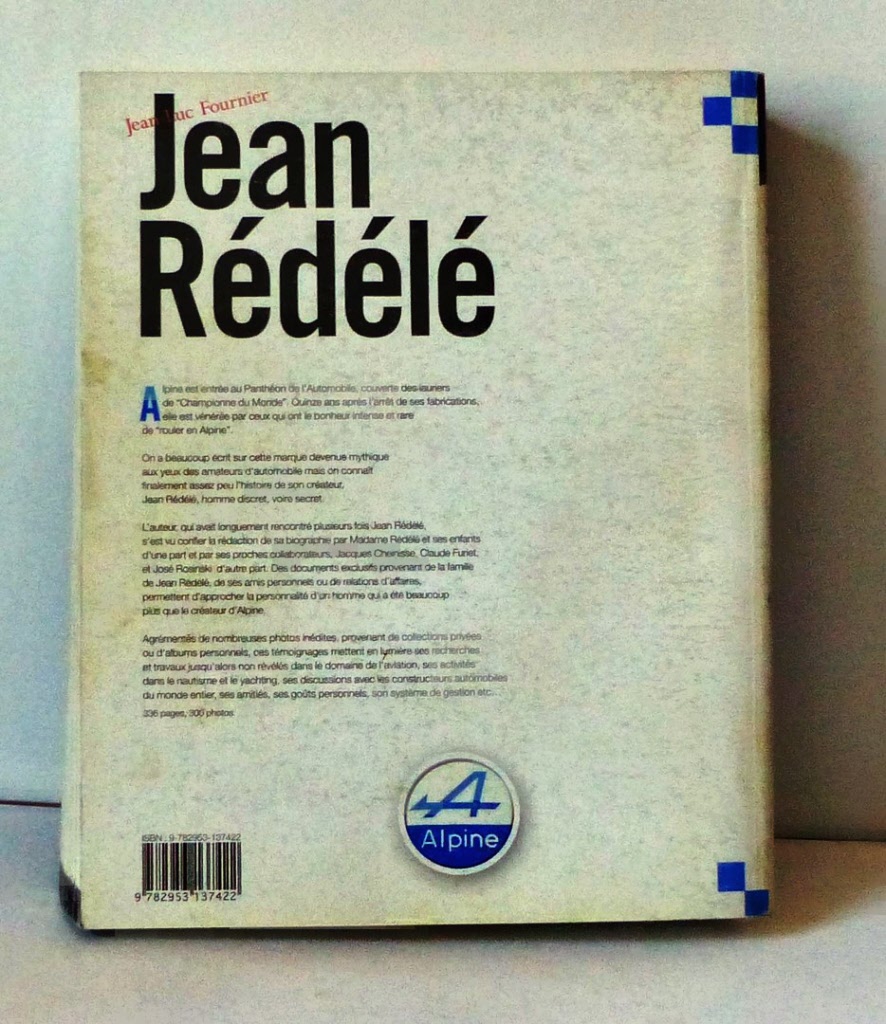 Jean Luc Fournier
Jean
Rédélé
Alpine est entrée au Panthéon de l'Automobile, couverte des lauriers
de "Championne du Monde". Quinze ans après l'arrêt de ses fabrications,
elle est vénérée par ceux qui ont le bonheur intense et rare
de "rouler en Alpine".
On a beaucoup écrit sur cette marque devenue mythique
aux yeux des amateurs d'automobile mais on connaît
finalement assez peu l'histoire de son créateur,
Jean Rédélé, homme discret, voire secret.
L'auteur, qui avait longuement rencontré plusieurs fois Jean Rédélé,
s'est vu confier la rédaction de sa biographie par Madame Rédélé et ses enfants
d'une part et par ses proches collaborateurs, Jacques Cheinisse, Claude Furiet,
et José Rosinski d'autre part. Des documents exclusifs provenant de la famille
de Jean Rédélé, de ses amis personnels ou de relations d'affaires,
permettent d'approcher la personnalité d'un homme qui a été beaucoup
plus que le créateur d'Alpine.
Agrémentés de nombreuses photos inédites, provenant de collections privées
ou d'albums personnels, ces témoignages mettent en lumière ses recherches
et travaux jusqu'alors non révélés dans le domaine de l'aviation, ses activités
dans le nautisme et le yachting, ses discussions avec les constructeurs automobiles
du monde entier, ses amitiés, ses goûts personnels, son système de gestion etc...
336 pages, 300 photos
A
Alpine
ISBN : 9-782953-137422
9 782953 137422